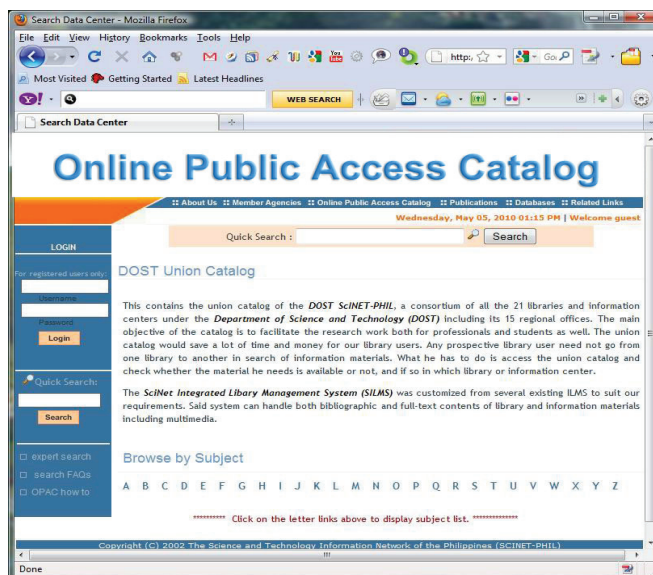 Search Data Center - Mozilla Firefox
File Edit View History Bookmarks Tools Help
http:
Most Visited Getting Started Latest Headlines
WEB SEARCH
Search Data Center
Online Public Access Catalog
About Us Member Agencies Online Public Access Catalog Publications Databases Related Links
Wednesday, May 05, 2010 01:15 PM | Welcome guest
Quick Search : Search
LOGIN
For registered users only:
Username
Password
Login
Quick Search:
Search
expert search
search FAQs
OPAC how to
DOST Union Catalog
This contains the union catalog of the DOST SciNET-PHIL, a consortium of all the 21 libraries and information
centers under the Department of Science and Technology (DOST) including its 15 regional offices. The main
objective of the catalog is to facilitate the research work both for professionals and students as well. The union
catalog would save a lot of time and money for our library users. Any prospective library user need not go from
one library to another in search of information materials. What he has to do is access the union catalog and
check whether the material he needs is available or not, and if so in which library or information center.
The SciNet Integrated Libary Management System (SILMS) was customized from several existing ILMS to suit our
requirements. Said system can handle both bibliographic and full-text contents of library and information materials
including multimedia.
Browse by Subject
A B C D E F G H I J K L M N O P Q R S T U V W X Y Z
********** Click on the letter links above to display subject list. **************
Copyright (C) 2002 The Science and Technology Information Network of the Philippines (SCINET-PHIL)
Done